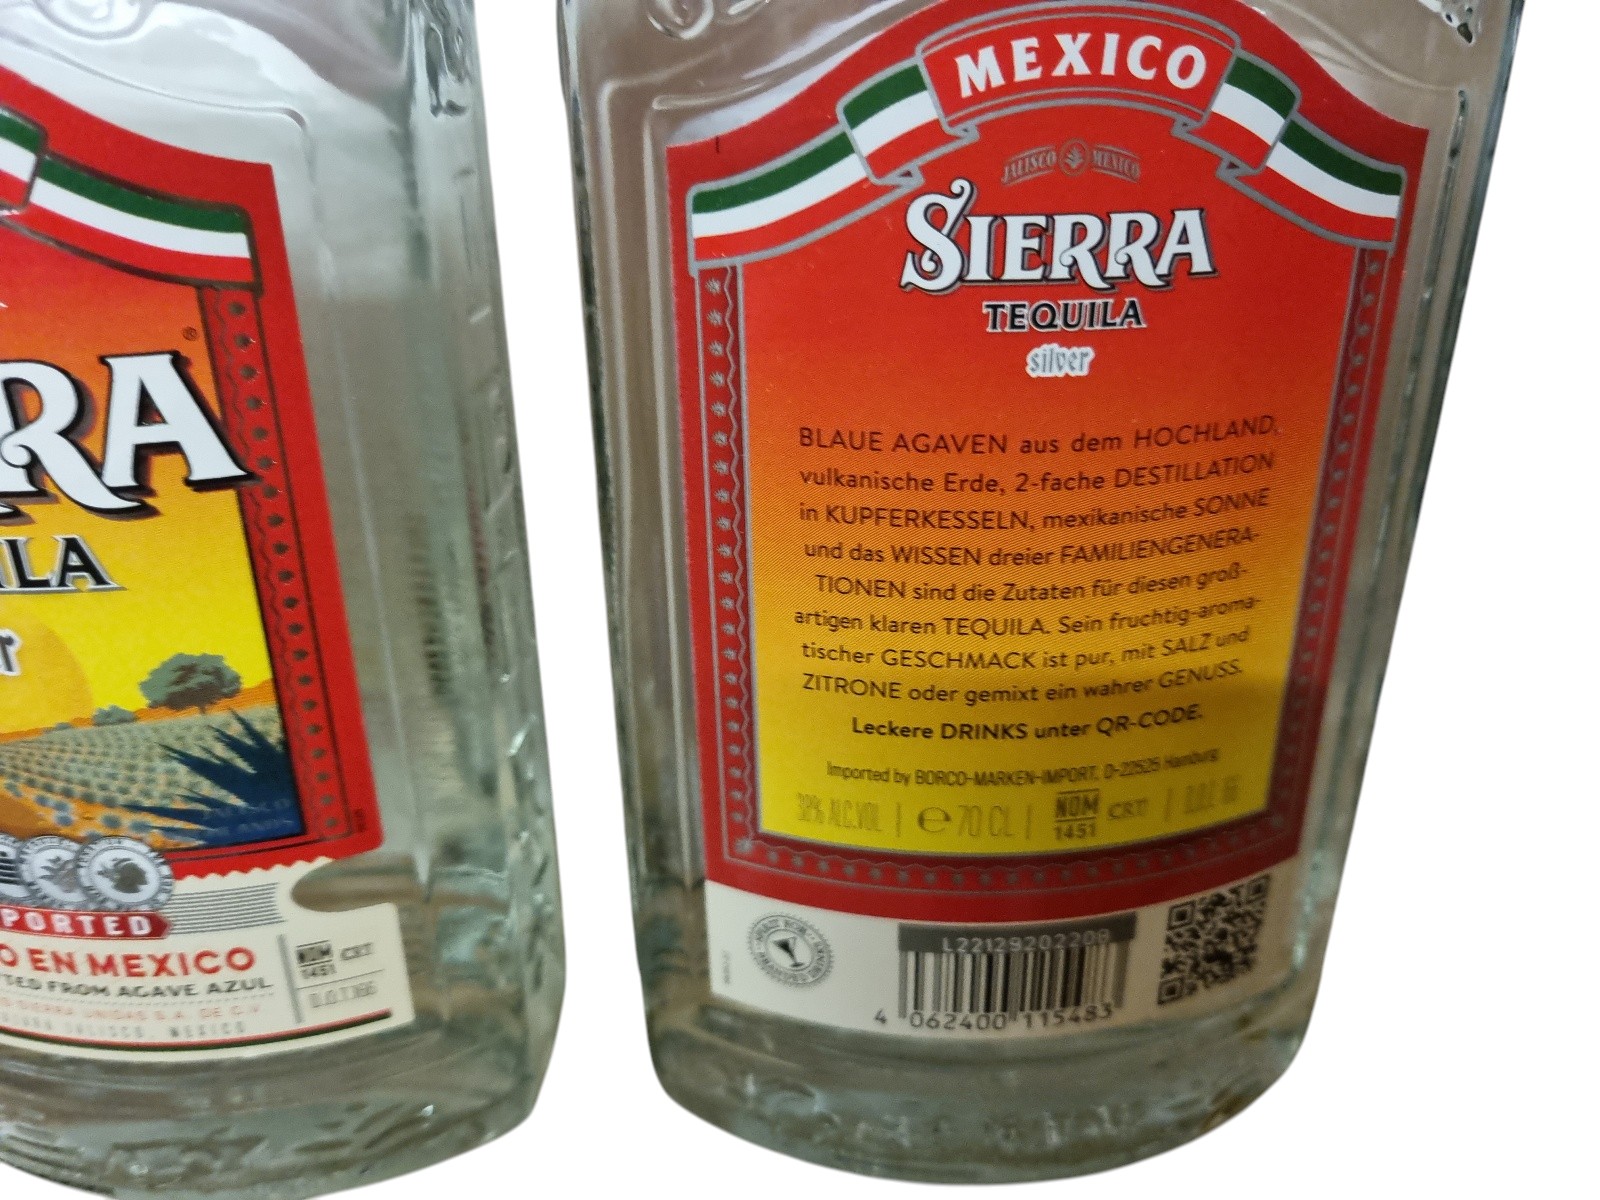 ®
RRA
ILA
r
PORTED
O EN MEXICO
TED FROM AGAVE AZUL
NOM
1451
CRT
MEXICO
JALISCO MEXICO
SIERRA
TEQUILA
silver
BLAUE AGAVEN aus dem HOCHLAND,
vulkanische Erde, 2-fache DESTILLATION
in KUPFERKESSELN, mexikanische SONNE
und das WISSEN dreier FAMILIENGENERA-
TIONEN sind die Zutaten für diesen groß-
artigen klaren TEQUILA. Sein fruchtig-aroma-
tischer GESCHMACK ist pur, mit SALZ und
ZITRONE oder gemixt ein wahrer GENUSS.
Leckere DRINKS unter QR-CODE.
Imported by BORCO-MARKEN-IMPORT, D-22525 Hamburg
38% ALC.VOL | e 70 CL | NOM 1451 CRT |
L22129202208
4 062400 115483